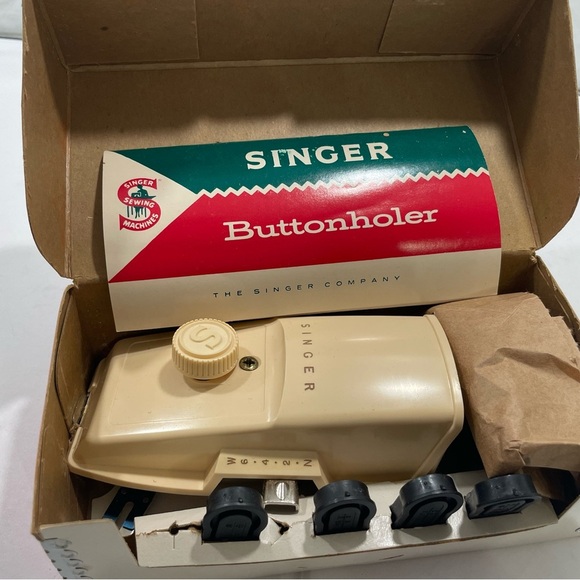 SINGER
SINGER
SEWING
MACHINES
S
Buttonholer
THE SINGER COMPANY
S
SINGER
W 6·4·2·N